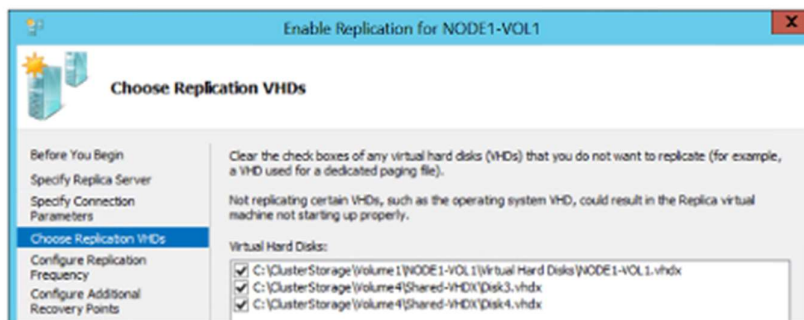 Enable Replication for NODE1-VOL1
x
Choose Replication VHDs
Before You Begin
Specify Replica Server
Specify Connection
Parameters
Choose Replication VHDs
Configure Replication
Frequency
Configure Additional
Recovery Points
Clear the check boxes of any virtual hard disks (VHDs) that you do not want to replicate (for example,
a VHD used for a dedicated paging file).
Not replicating certain VHDs, such as the operating system VHD, could result in the Replica virtual
machine not starting up properly.
Virtual Hard Disks:
C:\ClusterStorage\Volume1\NODE1-VOL1\Virtual Hard Disks\NODE1-VOL1.vhdx
C:\ClusterStorage\Volume4\Shared-VHDX\Disk3.vhdx
C:\ClusterStorage\Volume4\Shared-VHDX\Disk4.vhdx